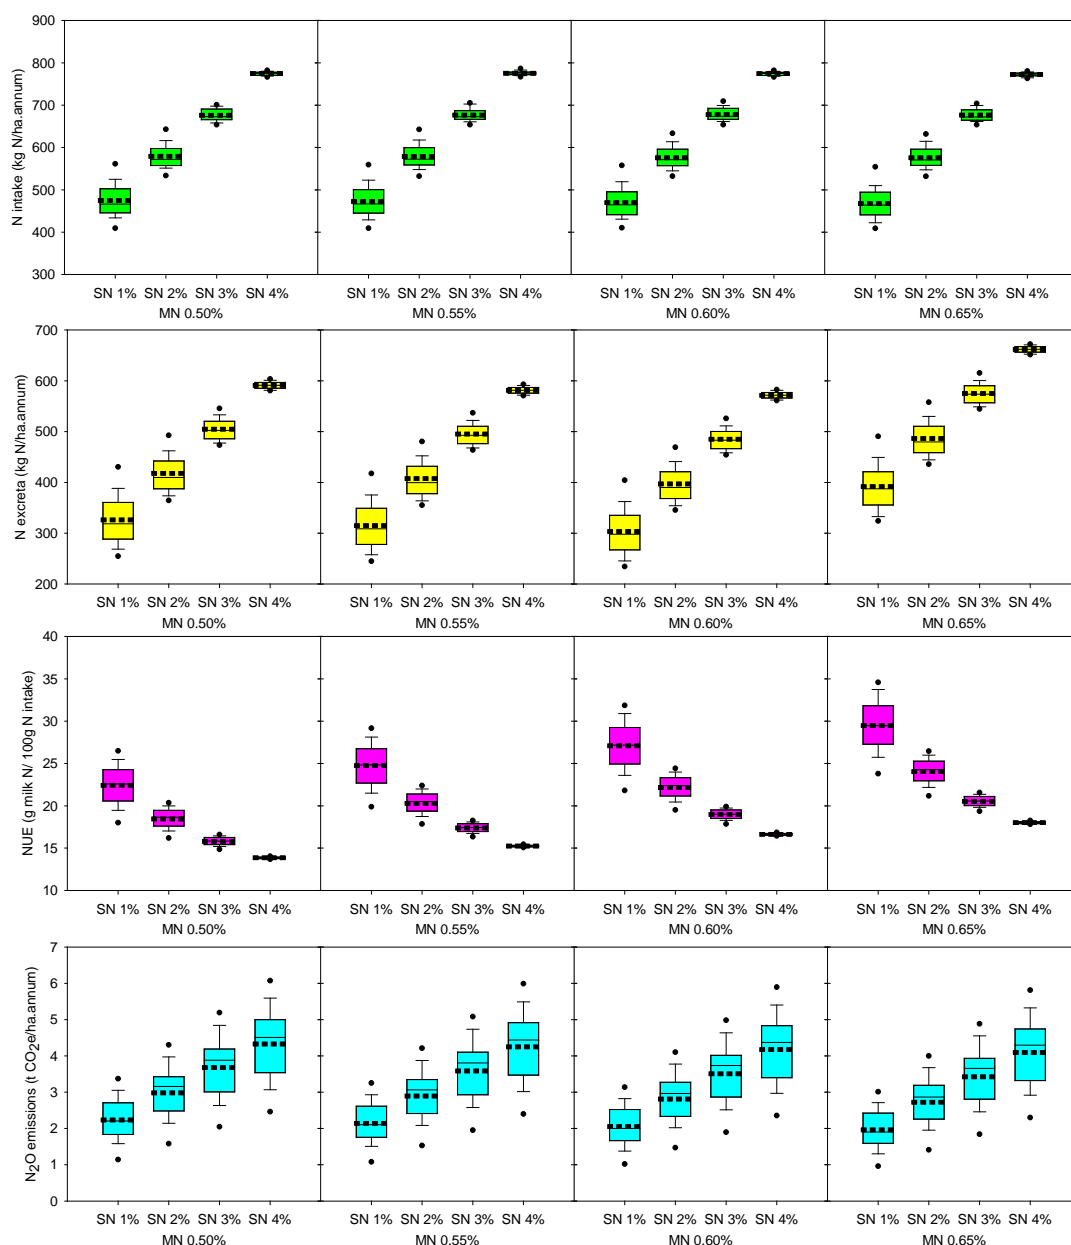 900
800
700
600
500
400
300
N intake (kg N/ha.annum)
SN 1% SN 2% SN 3% SN 4% SN 1% SN 2% SN 3% SN 4% SN 1% SN 2% SN 3% SN 4% SN 1% SN 2% SN 3% SN 4%
MN 0.50% MN 0.55% MN 0.60% MN 0.65%
700
600
500
400
300
200
N excreta (kg N/ha.annum)
SN 1% SN 2% SN 3% SN 4% SN 1% SN 2% SN 3% SN 4% SN 1% SN 2% SN 3% SN 4% SN 1% SN 2% SN 3% SN 4%
MN 0.50% MN 0.55% MN 0.60% MN 0.65%
40
35
30
25
20
15
10
NUE (g milk N/ 100g N intake)
SN 1% SN 2% SN 3% SN 4% SN 1% SN 2% SN 3% SN 4% SN 1% SN 2% SN 3% SN 4% SN 1% SN 2% SN 3% SN 4%
MN 0.50% MN 0.55% MN 0.60% MN 0.65%
7
6
5
4
3
2
1
0
N2O emissions (t CO2e/ha.annum)
SN 1% SN 2% SN 3% SN 4% SN 1% SN 2% SN 3% SN 4% SN 1% SN 2% SN 3% SN 4% SN 1% SN 2% SN 3% SN 4%
MN 0.50% MN 0.55% MN 0.60% MN 0.65%